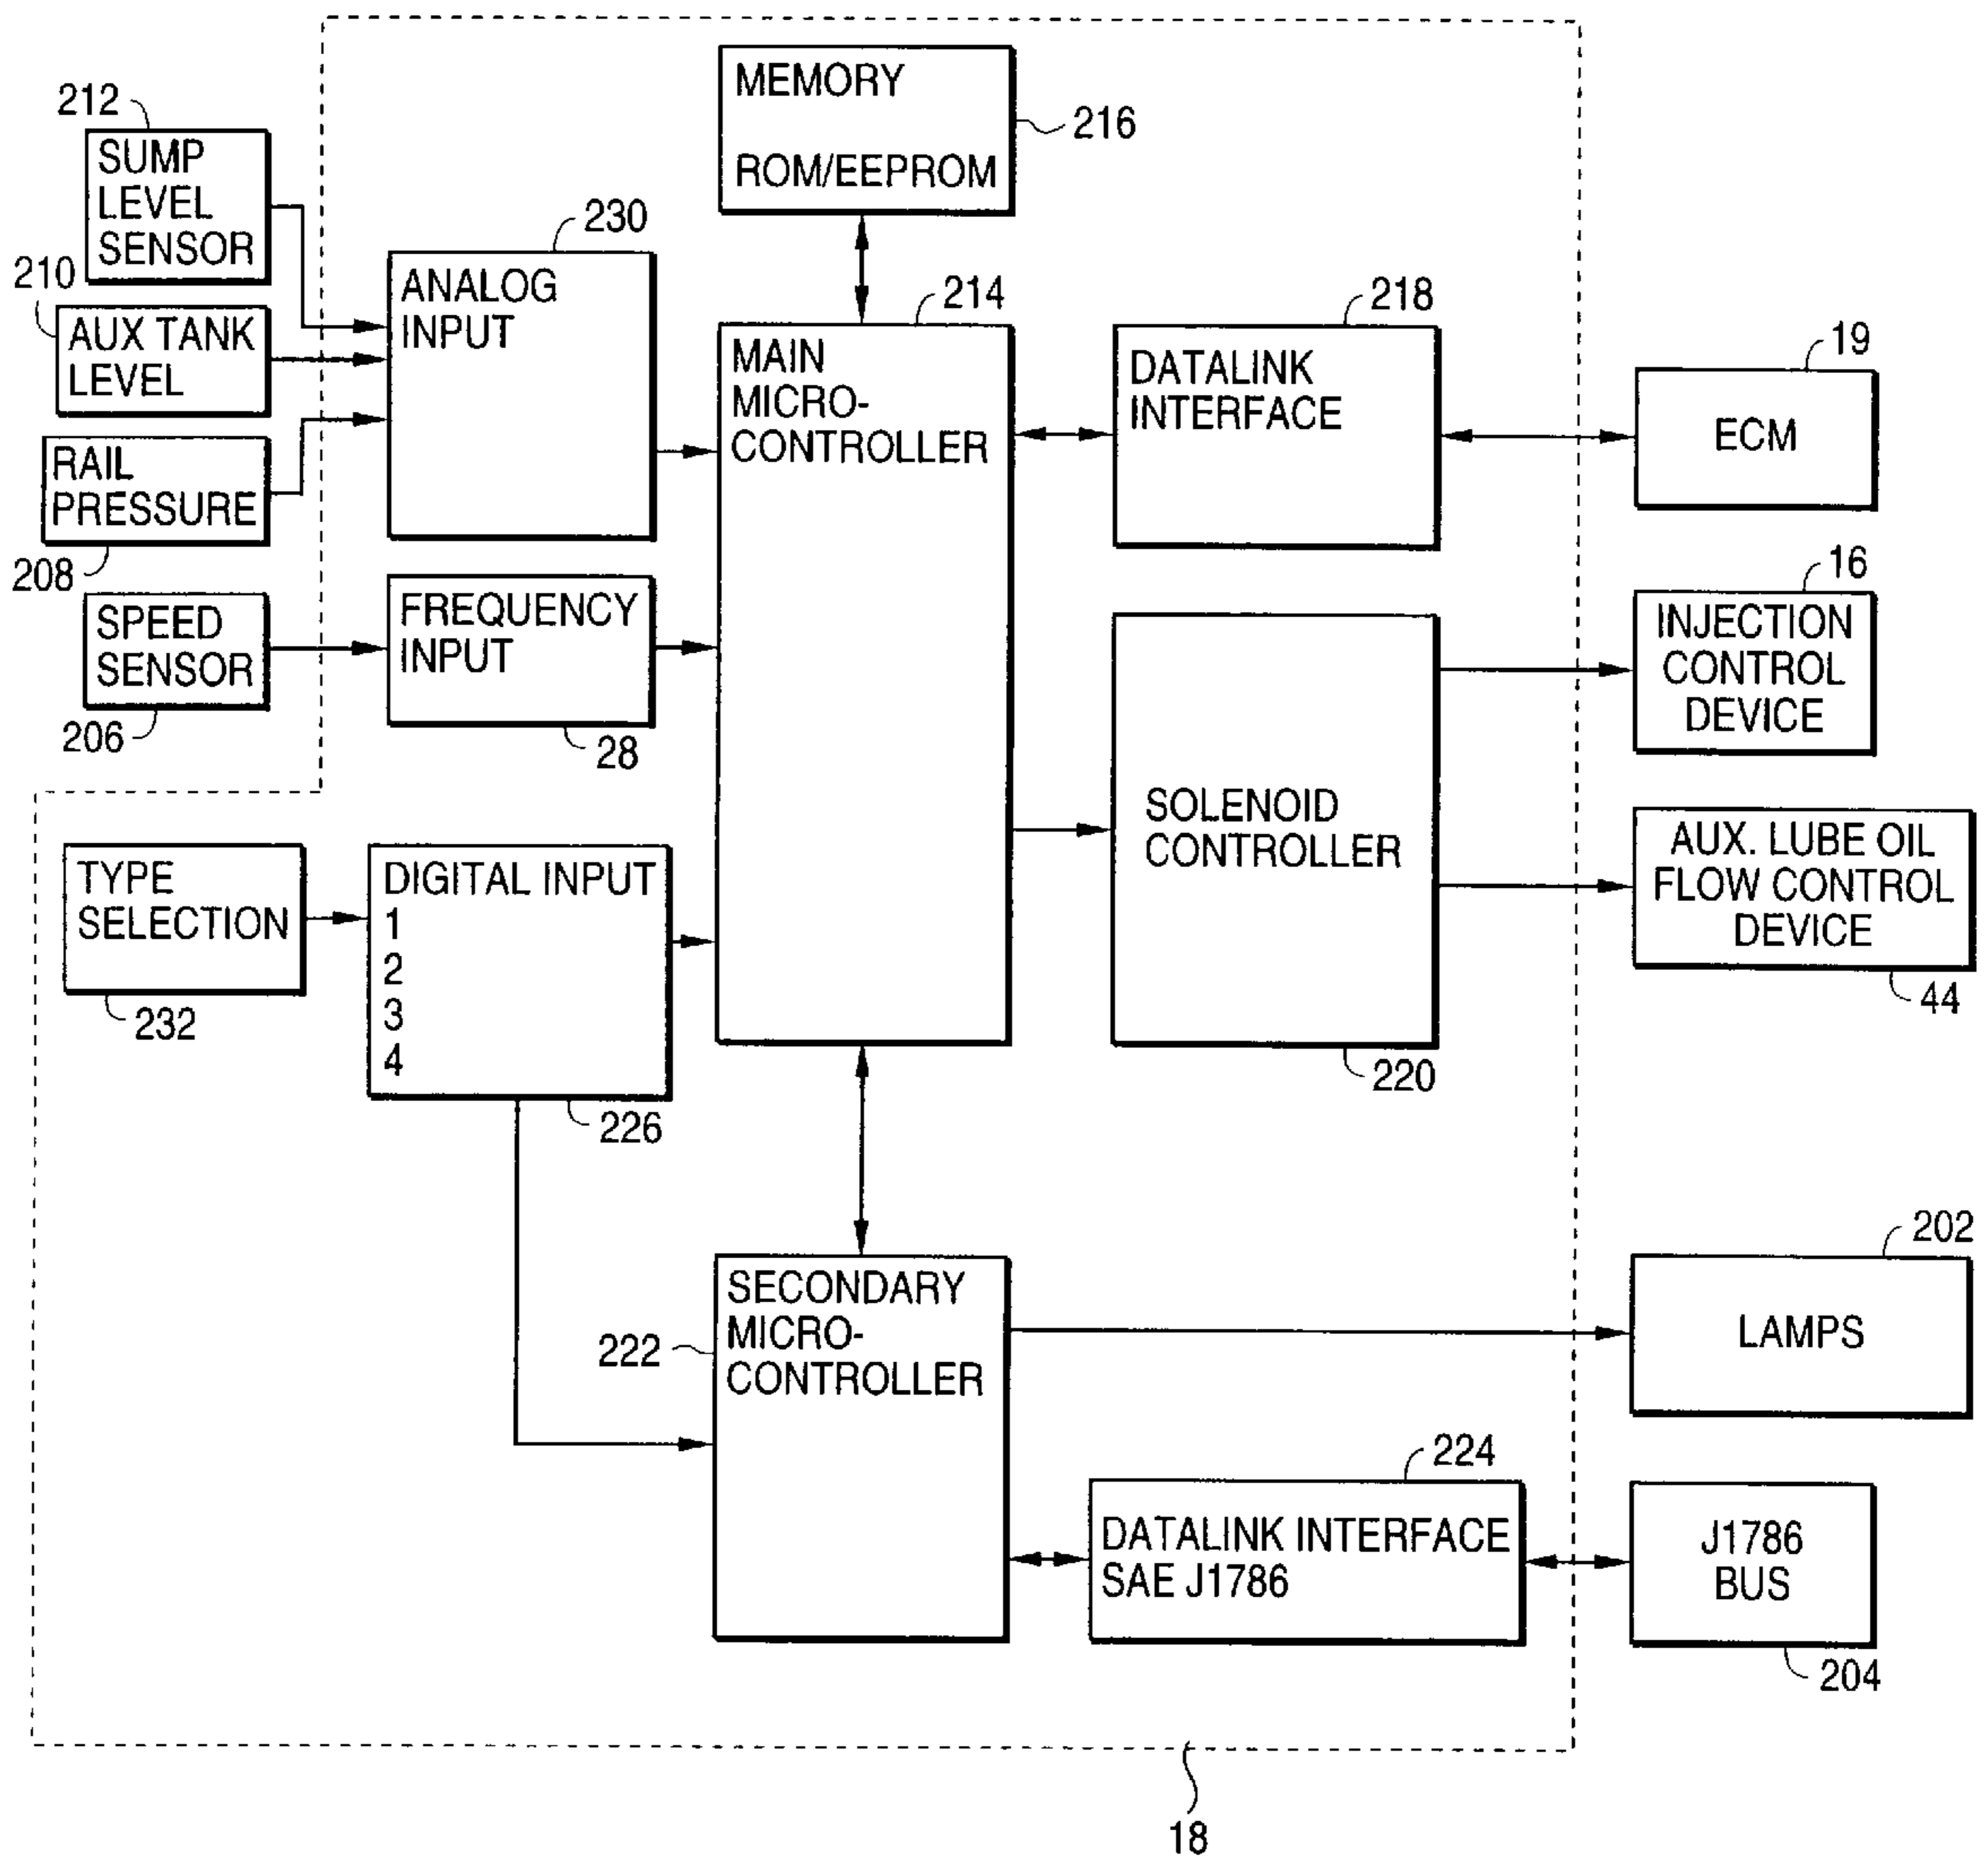 212
SUMP
LEVEL
SENSOR
210
AUX TANK
LEVEL
RAIL
PRESSURE
208
SPEED
SENSOR
206
230
ANALOG
INPUT
FREQUENCY
INPUT
28
TYPE
SELECTION
232
DIGITAL INPUT
1
2
3
4
226
MEMORY
ROM/EEPROM
216
214
MAIN
MICRO-
CONTROLLER
218
DATALINK
INTERFACE
19
ECM
SOLENOID
CONTROLLER
220
16
INJECTION
CONTROL
DEVICE
AUX. LUBE OIL
FLOW CONTROL
DEVICE
44
222
SECONDARY
MICRO-
CONTROLLER
202
LAMPS
224
DATALINK INTERFACE
SAE J1786
J1786
BUS
204
18